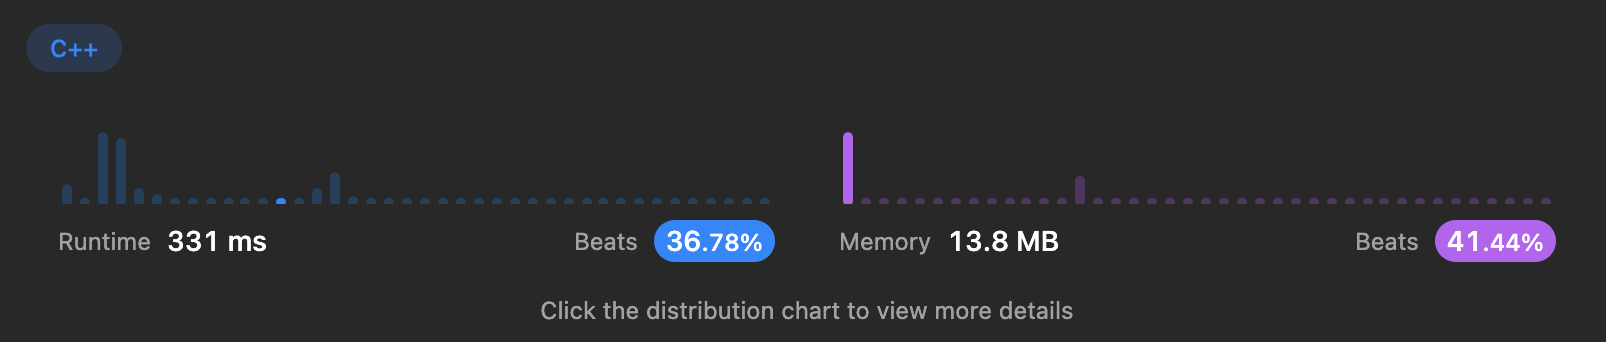 C++
Runtime 331 ms Beats 36.78% Memory 13.8 MB Beats 41.44%
Click the distribution chart to view more details